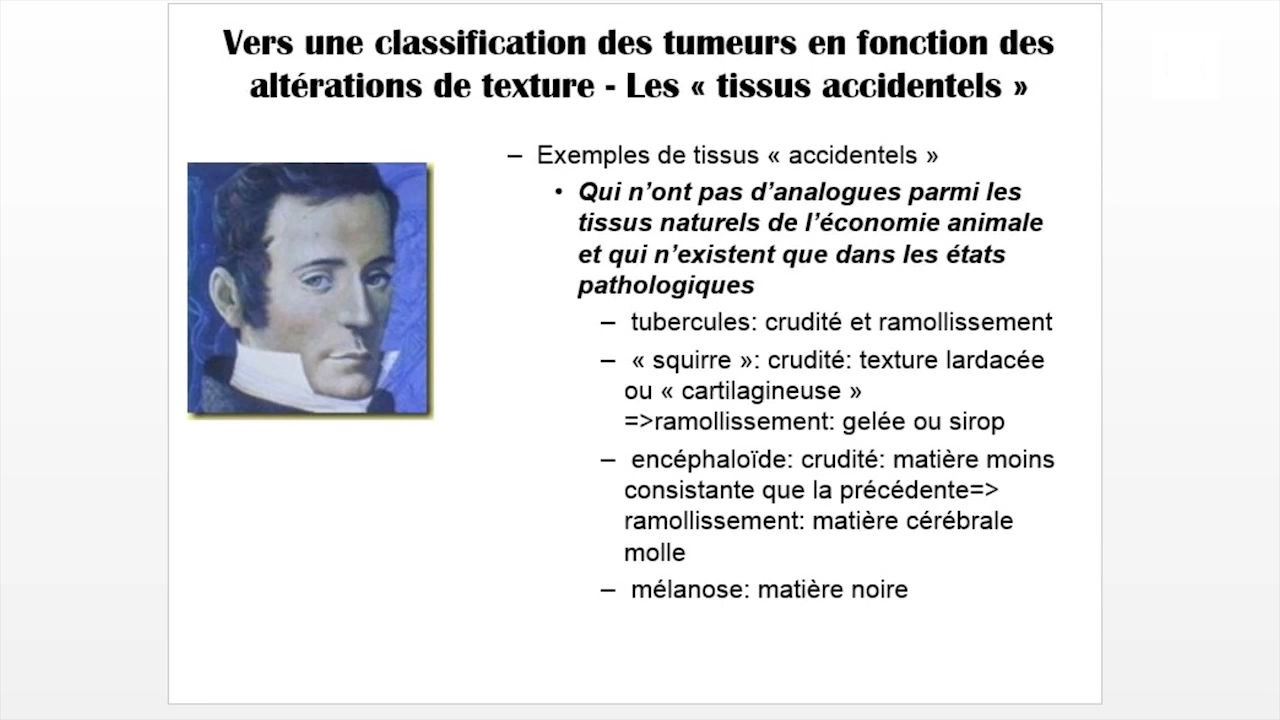 Vers une classification des tumeurs en fonction des
altérations de texture - Les « tissus accidentels »
– Exemples de tissus « accidentels »
• Qui n’ont pas d’analogues parmi les
tissus naturels de l’économie animale
et qui n’existent que dans les états
pathologiques
– tubercules: crudité et ramollissement
– « squirre »: crudité: texture lardacée
ou « cartilagineuse »
=>ramollissement: gelée ou sirop
– encéphaloïde: crudité: matière moins
consistante que la précédente=>
ramollissement: matière cérébrale
molle
– mélanose: matière noire